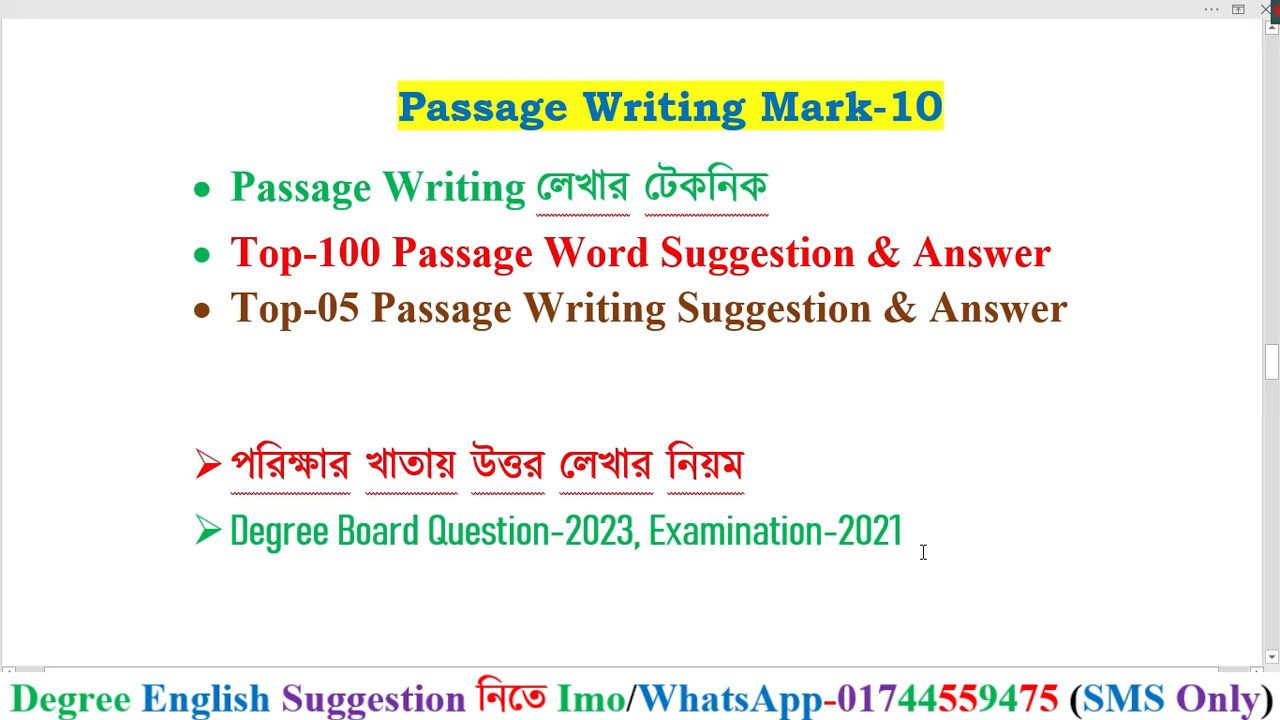 Passage Writing Mark-10
• Passage Writing লেখার টেকনিক
• Top-100 Passage Word Suggestion & Answer
• Top-05 Passage Writing Suggestion & Answer
➢ পরিক্ষার খাতায় উত্তর লেখার নিয়ম
➢ Degree Board Question-2023, Examination-2021
Degree English Suggestion নিতে Imo/WhatsApp-01744559475 (SMS Only)